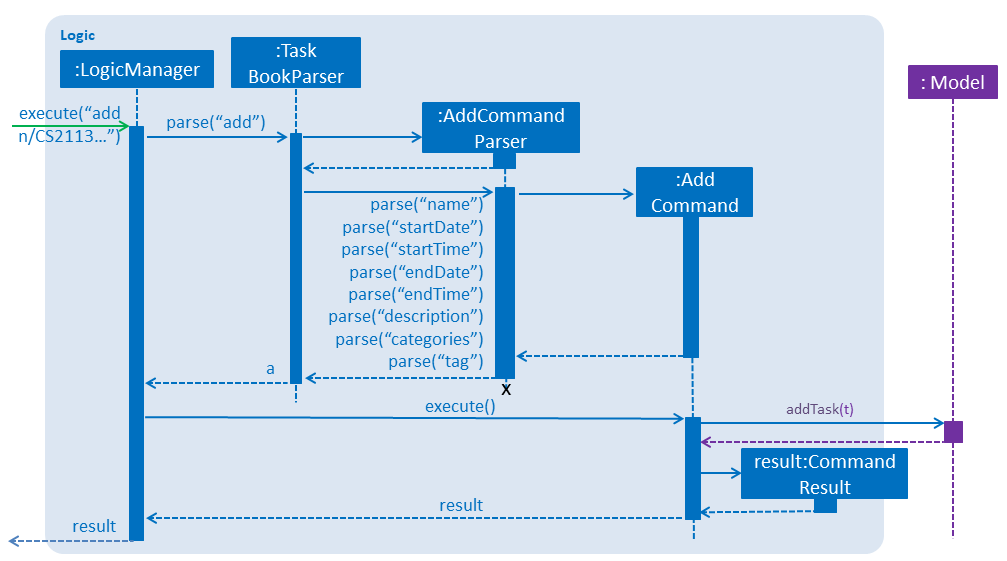 Logic
:LogicManager
:Task
BookParser
: Model
execute(“add
n/CS2113…”)
parse(“add”)
:AddCommand
Parser
:Add
Command
parse(“name”)
parse(“startDate”)
parse(“startTime”)
parse(“endDate”)
parse(“endTime”)
parse(“description”)
parse(“categories”)
parse(“tag”)
a
X
execute()
addTask(t)
result:Command
Result
result
result